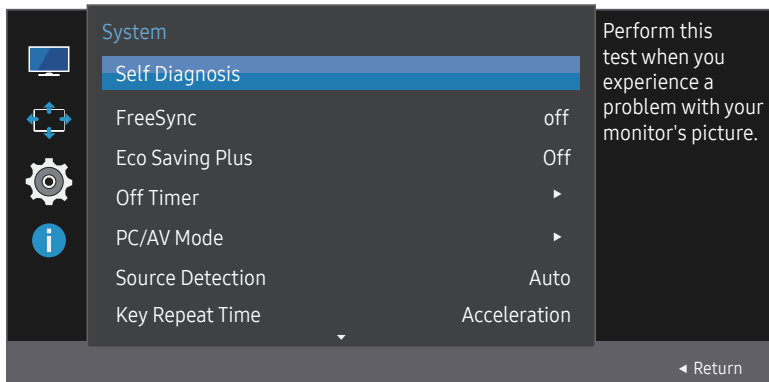 System
Self Diagnosis
FreeSync off
Eco Saving Plus Off
Off Timer
PC/AV Mode
Source Detection Auto
Key Repeat Time Acceleration
Perform this
test when you
experience a
problem with your
monitor's picture.
Return